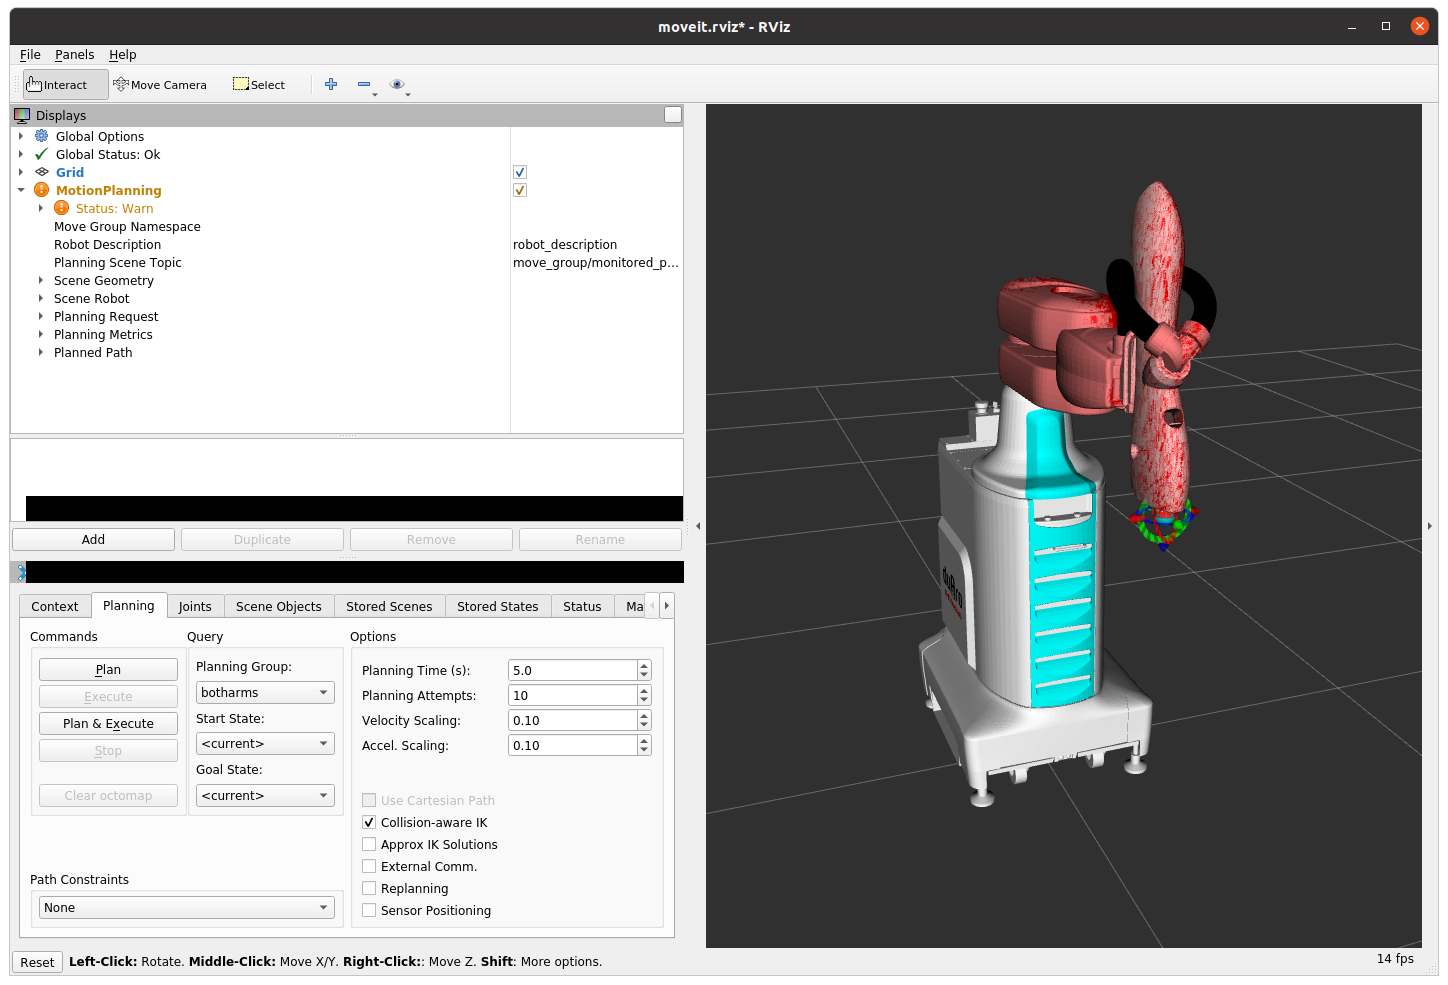 moveit.rviz* - RViz
File Panels Help
Interact Move Camera Select
Displays
Global Options
Global Status: Ok
Grid
MotionPlanning
Status: Warn
Move Group Namespace
Robot Description robot_description
Planning Scene Topic move_group/monitored_p...
Scene Geometry
Scene Robot
Planning Request
Planning Metrics
Planned Path
Add Duplicate Remove Rename
Context Planning Joints Scene Objects Stored Scenes Stored States Status Ma
Commands Query Options
Plan
Execute
Plan & Execute
Stop
Clear octomap
Planning Group:
botharms
Start State:
<current>
Goal State:
<current>
Planning Time (s): 5.0
Planning Attempts: 10
Velocity Scaling: 0.10
Accel. Scaling: 0.10
Use Cartesian Path
Collision-aware IK
Approx IK Solutions
External Comm.
Replanning
Sensor Positioning
Path Constraints
None
Reset Left-Click: Rotate. Middle-Click: Move X/Y. Right-Click:: Move Z. Shift: More options. 14 fps
duAro